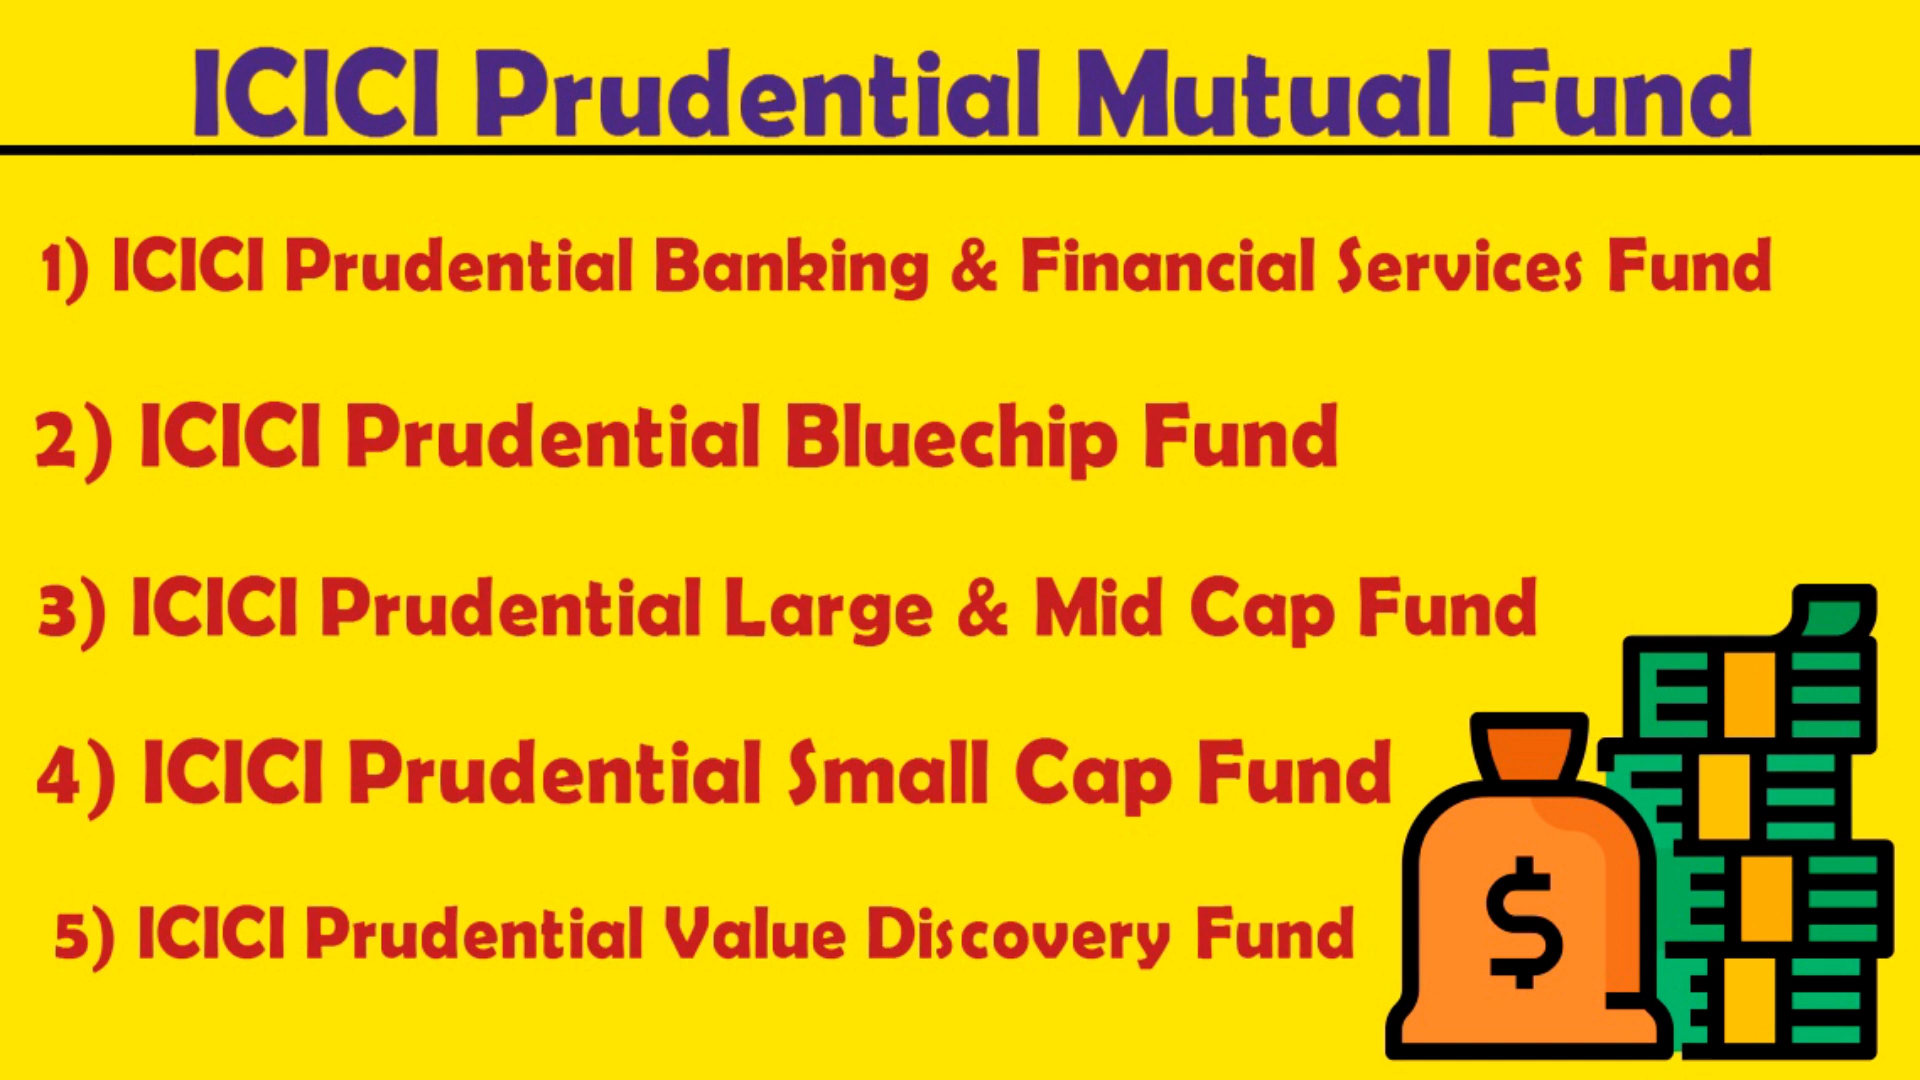 ICICI Prudential Mutual Fund
1) ICICI Prudential Banking & Financial Services Fund
2) ICICI Prudential Bluechip Fund
3) ICICI Prudential Large & Mid Cap Fund
4) ICICI Prudential Small Cap Fund
5) ICICI Prudential Value Discovery Fund
$